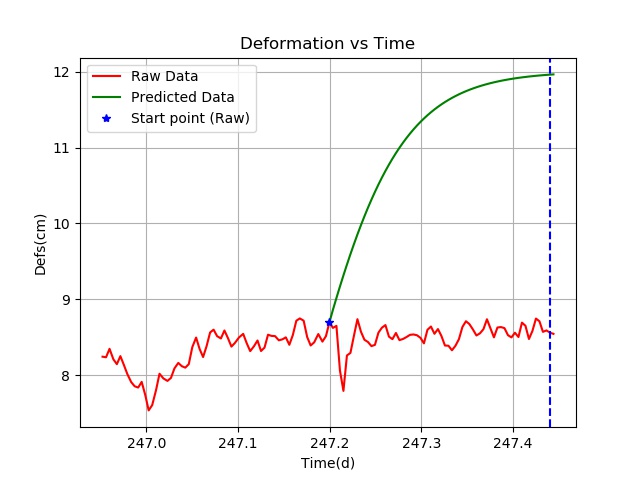 Deformation vs Time
Raw Data
Predicted Data
Start point (Raw)
12
11
10
9
8
Defs(cm)
247.0 247.1 247.2 247.3 247.4
Time(d)